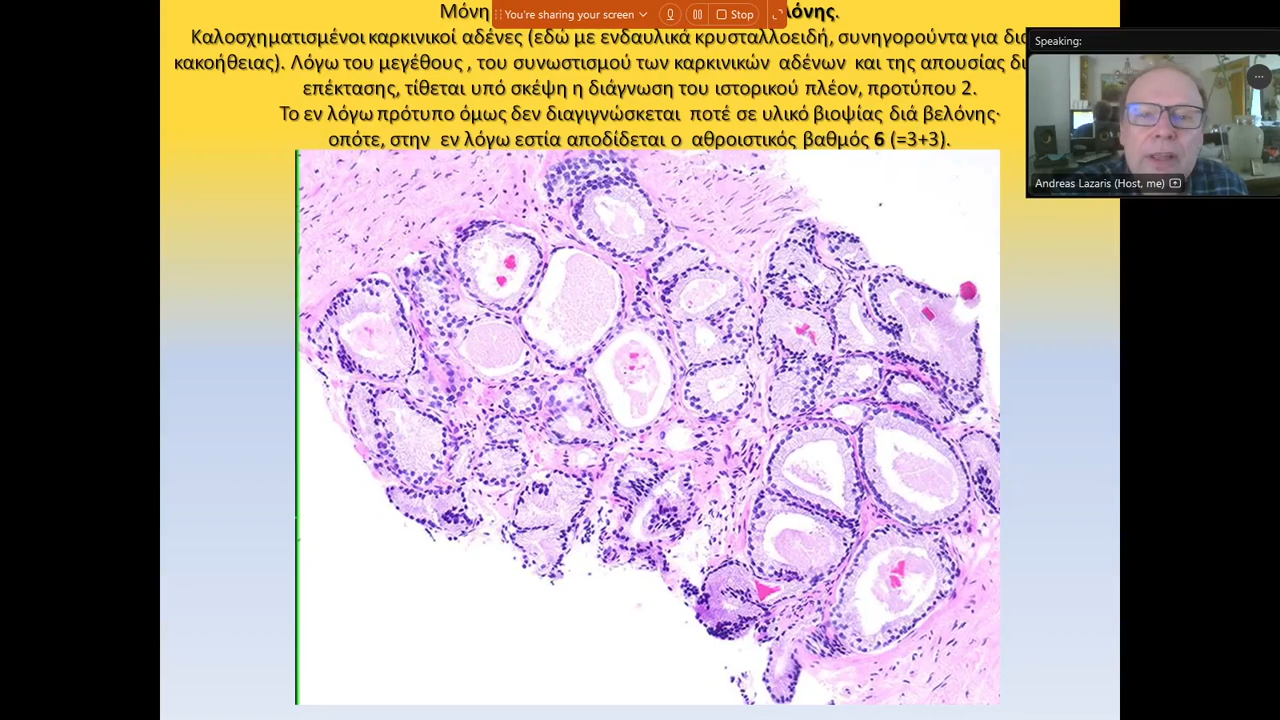 Μόνη
You're sharing your screen
Stop
Καλοσχηματισμένοι καρκινικοί αδένες (εδώ με ενδαυλικά κρυσταλλοειδή, συνηγορούντα για
κακοήθειας). Λόγω του μεγέθους , του συνωστισμού των καρκινικών αδένων και της απουσίας
επέκτασης, τίθεται υπό σκέψη η διάγνωση του ιστορικού πλέον, προτύπου 2.
Το εν λόγω πρότυπο όμως δεν διαγιγνώσκεται ποτέ σε υλικό βιοψίας διά βελόνης·
οπότε, στην εν λόγω εστία αποδίδεται ο αθροιστικός βαθμός 6 (=3+3).
Speaking:
Andreas Lazaris (Host, me)